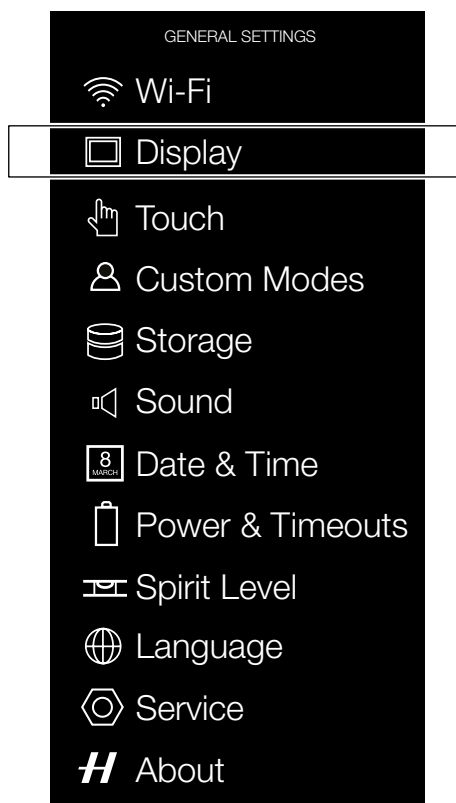 GENERAL SETTINGS
Wi-Fi
Display
Touch
Custom Modes
Storage
Sound
8
MARCH
Date & Time
Power & Timeouts
Spirit Level
Language
Service
H About